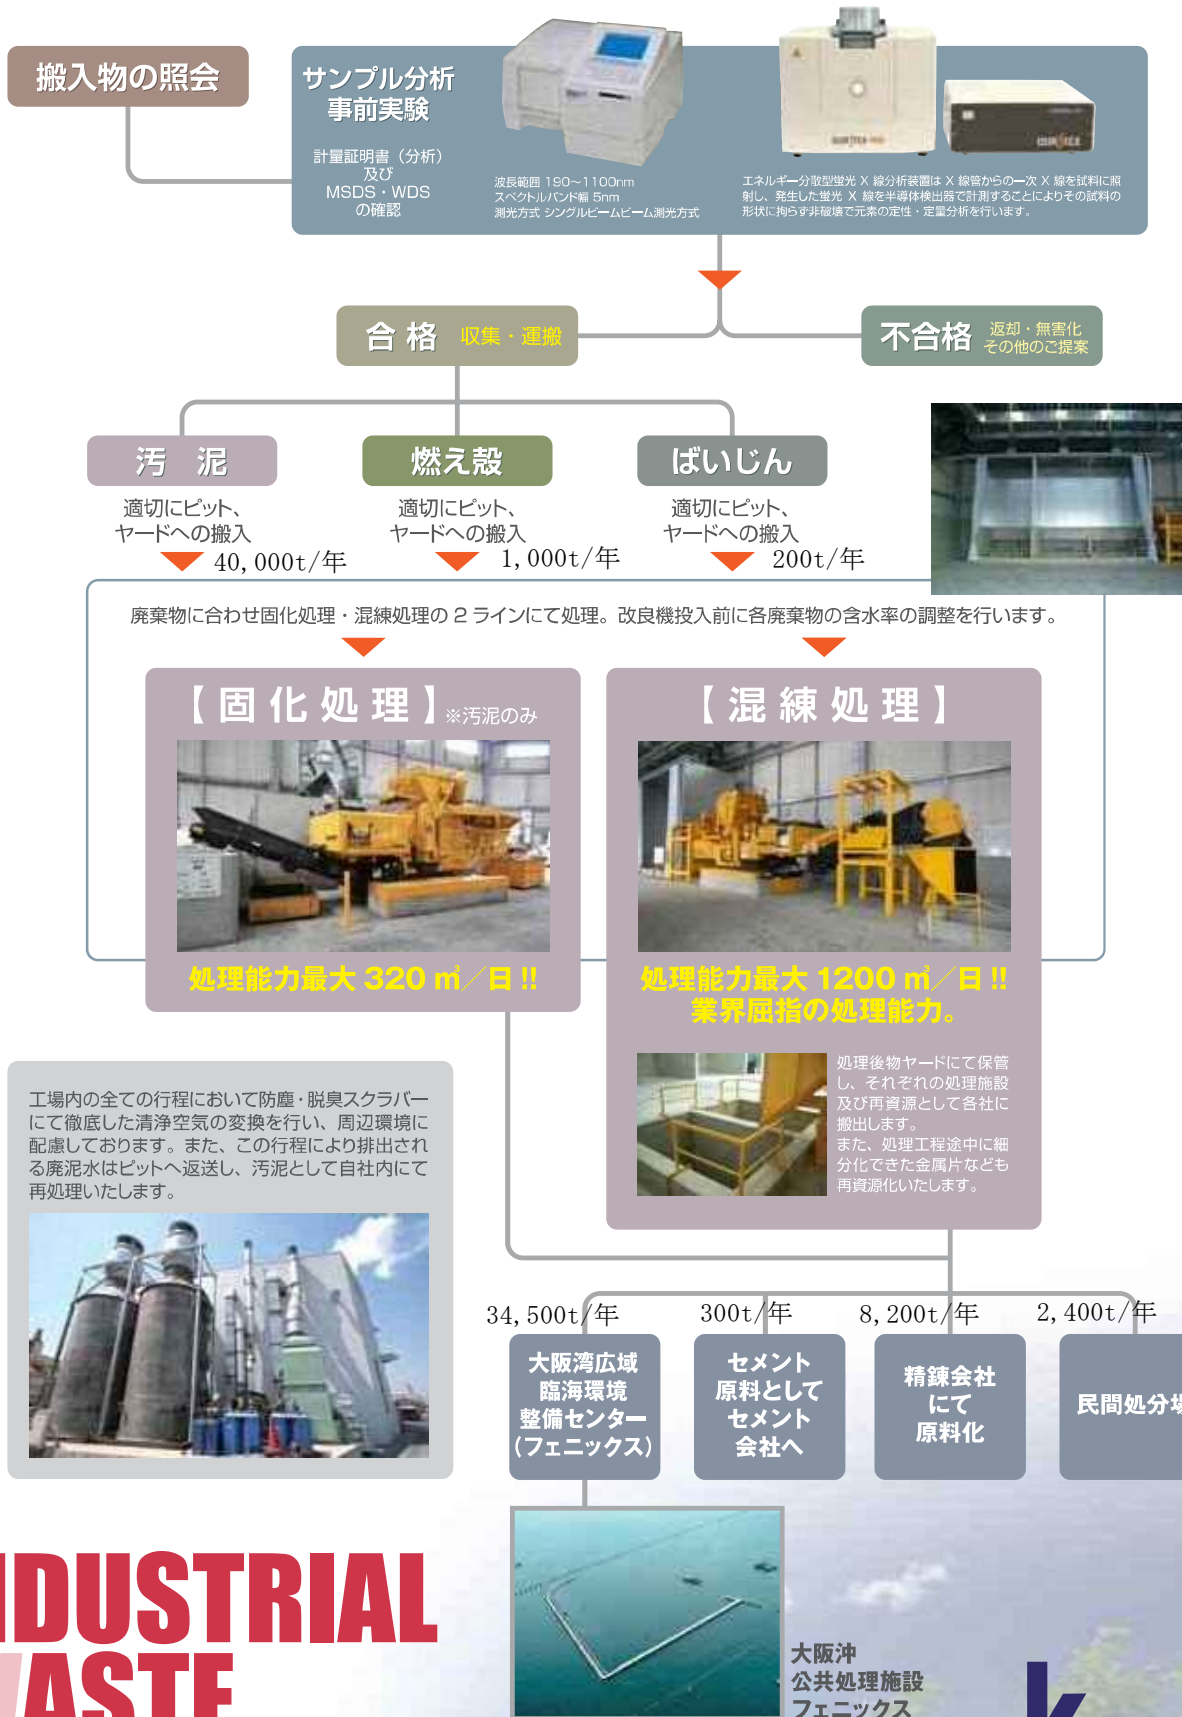 搬入物の照会
サンプル分析
事前実験
計量証明書（分析）
及び
MSDS・WDS
の確認
波長範囲 190～1100nm
スペクトルバンド幅 5nm
測光方式 シングルビームビーム測光方式
エネルギー分散型蛍光 X 線分析装置は X 線管からの一次 X 線を試料に照
射し、発生した蛍光 X 線を半導体検出器で計測することによりその試料の
形状に拘らず非破壊で元素の定性・定量分析を行います。
合 格 収集・運搬
不合格 返却・無害化
その他のご提案
汚 泥
適切にピット、
ヤードへの搬入
40,000t/年
燃え殻
適切にピット、
ヤードへの搬入
1,000t/年
ばいじん
適切にピット、
ヤードへの搬入
200t/年
廃棄物に合わせ固化処理・混練処理の 2 ラインにて処理。改良機投入前に各廃棄物の含水率の調整を行います。
【 固 化 処 理 】※汚泥のみ
処理能力最大 320 ㎥／日 !!
【 混 練 処 理 】
処理能力最大 1200 ㎥／日 !!
業界屈指の処理能力。
処理後物ヤードにて保管
し、それぞれの処理施設
及び再資源として各社に
搬出します。
また、処理工程途中に細
分化できた金属片なども
再資源化いたします。
工場内の全ての行程において防塵・脱臭スクラバー
にて徹底した清浄空気の変換を行い、周辺環境に
配慮しております。また、この行程により排出され
る廃泥水はピットへ返送し、汚泥として自社内にて
再処理いたします。
34,500t/年
大阪湾広域
臨海環境
整備センター
（フェニックス）
300t/年
セメント
原料として
セメント
会社へ
8,200t/年
精錬会社
にて
原料化
2,400t/年
民間処分場
大阪沖
公共処理施設
フェニックス
NDUSTRIAL
WASTE
k